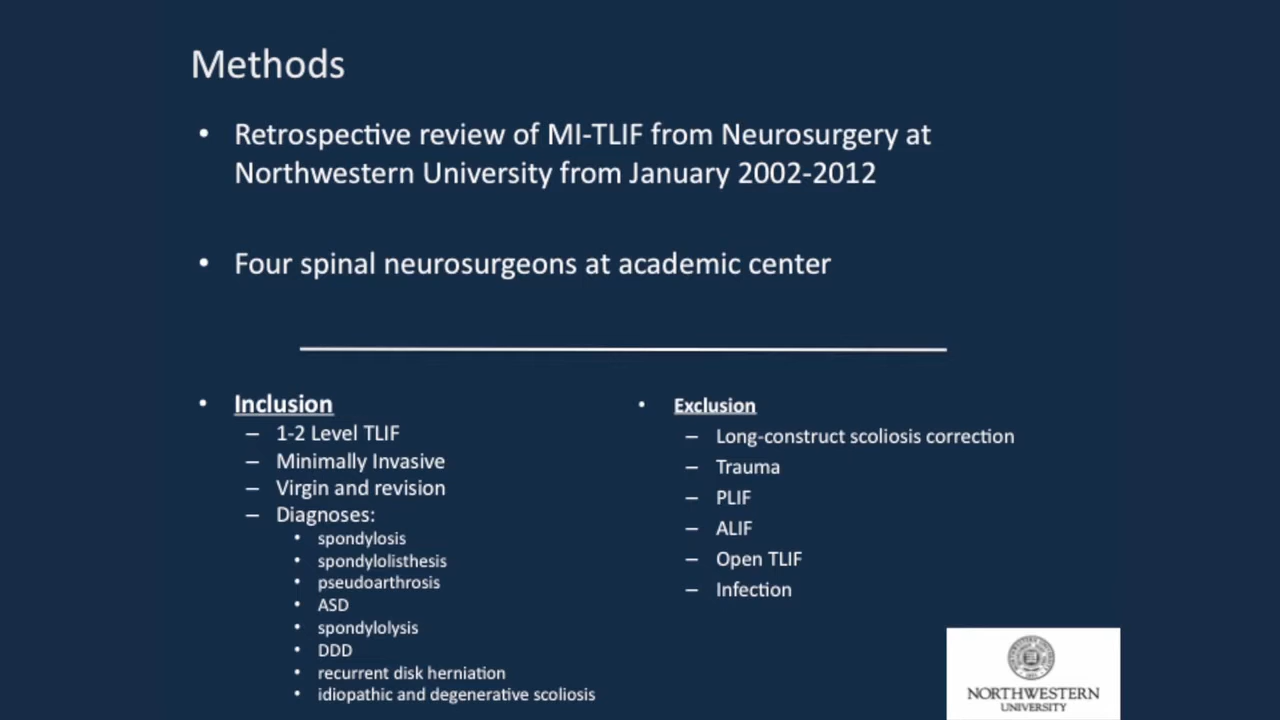 Methods
• Retrospective review of MI-TLIF from Neurosurgery at
Northwestern University from January 2002-2012
• Four spinal neurosurgeons at academic center
• Inclusion
– 1-2 Level TLIF
– Minimally Invasive
– Virgin and revision
– Diagnoses:
• spondylosis
• spondylolisthesis
• pseudoarthrosis
• ASD
• spondylolysis
• DDD
• recurrent disk herniation
• idiopathic and degenerative scoliosis
• Exclusion
– Long-construct scoliosis correction
– Trauma
– PLIF
– ALIF
– Open TLIF
– Infection
NORTHWESTERN
UNIVERSITY